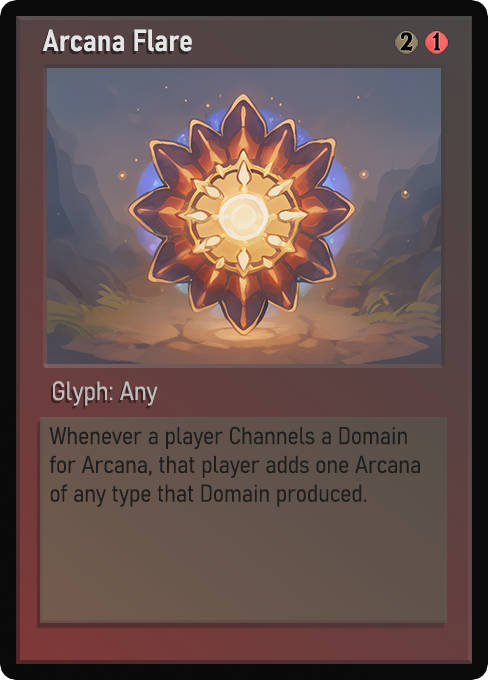 Arcana Flare 2 1
Glyph: Any
Whenever a player Channels a Domain
for Arcana, that player adds one Arcana
of any type that Domain produced.